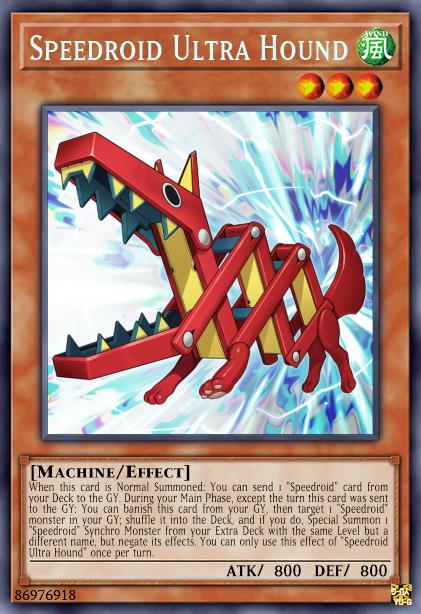 SPEEDROID ULTRA HOUND
WIND
風
[MACHINE/EFFECT]
When this card is Normal Summoned: You can send 1 "Speedroid" card from
your Deck to the GY. During your Main Phase, except the turn this card was sent
to the GY: You can banish this card from your GY, then target 1 "Speedroid"
monster in your GY; shuffle it into the Deck, and if you do, Special Summon 1
"Speedroid" Synchro Monster from your Extra Deck with the same Level but a
different name, but negate its effects. You can only use this effect of "Speedroid
Ultra Hound" once per turn.
ATK/ 800 DEF/ 800
86976918